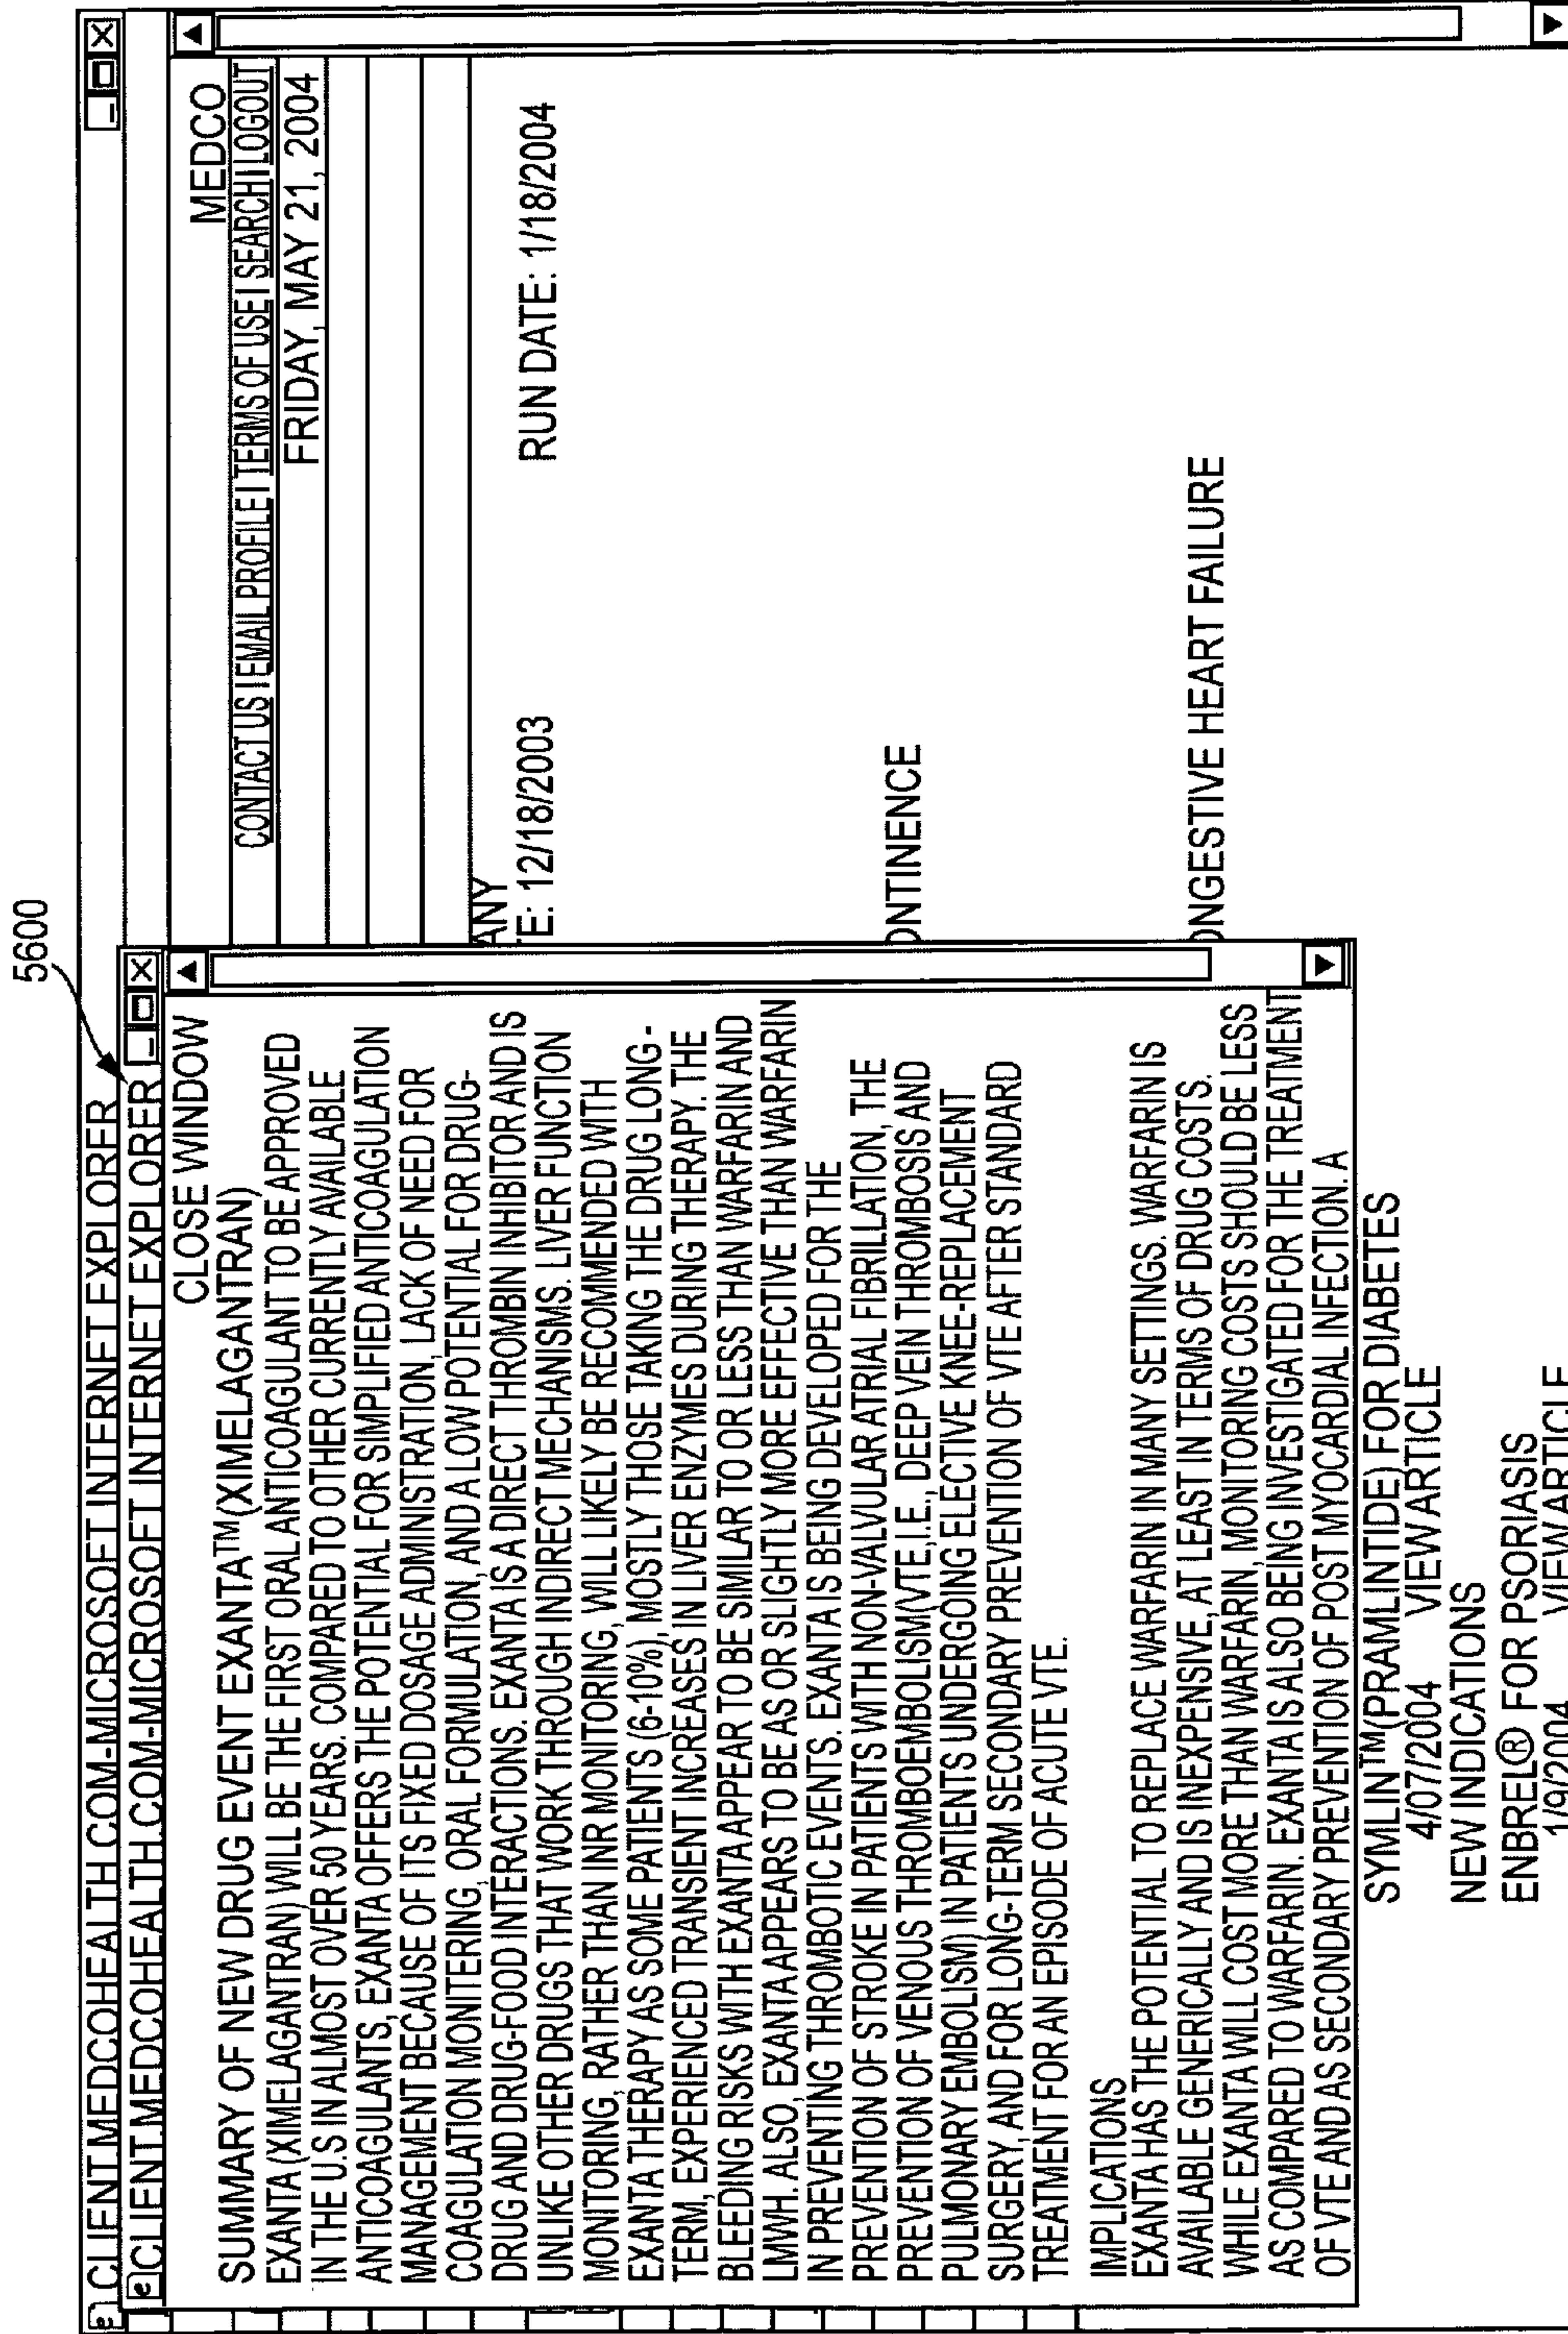 5600
CLIENT.MEDCOHEALTH.COM-MICROSOFT INTERNET EXPLORER
CLIENT.MEDCOHEALTH.COM-MICROSOFT INTERNET EXPLORER
MEDCO
CONTACT US | EMAIL PROFILE | TERMS OF USE | SEARCH | LOGOUT
FRIDAY, MAY 21, 2004
ANY
TE: 12/18/2003 RUN DATE: 1/18/2004
ONTINENCE
ONGESTIVE HEART FAILURE
CLOSE WINDOW
SUMMARY OF NEW DRUG EVENT EXANTA™(XIMELAGANTRAN)
EXANTA (XIMELAGANTRAN) WILL BE THE FIRST ORAL ANTICOAGULANT TO BE APPROVED
IN THE U.S IN ALMOST OVER 50 YEARS. COMPARED TO OTHER CURRENTLY AVAILABLE
ANTICOAGULANTS, EXANTA OFFERS THE POTENTIAL FOR SIMPLIFIED ANTICOAGULATION
MANAGEMENT BECAUSE OF ITS FIXED DOSAGE ADMINISTRATION, LACK OF NEED FOR
COAGULATION MONITERING, ORAL FORMULATION, AND A LOW POTENTIAL FOR DRUG-
DRUG AND DRUG-FOOD INTERACTIONS. EXANTA IS A DIRECT THROMBIN INHIBITOR AND IS
UNLIKE OTHER DRUGS THAT WORK THROUGH INDIRECT MECHANISMS. LIVER FUNCTION
MONITORING, RATHER THAN INR MONITORING, WILL LIKELY BE RECOMMENDED WITH
EXANTA THERAPY AS SOME PATIENTS (6-10%), MOSTLY THOSE TAKING THE DRUG LONG-
TERM, EXPERIENCED TRANSIENT INCREASES IN LIVER ENZYMES DURING THERAPY. THE
BLEEDING RISKS WITH EXANTA APPEAR TO BE SIMILAR TO OR LESS THAN WARFARIN AND
LMWH. ALSO, EXANTA APPEARS TO BE AS OR SLIGHTLY MORE EFFECTIVE THAN WARFARIN
IN PREVENTING THROMBOTIC EVENTS. EXANTA IS BEING DEVELOPED FOR THE
PREVENTION OF STROKE IN PATIENTS WITH NON-VALVULAR ATRIAL FIBRILLATION, THE
PREVENTION OF VENOUS THROMBOEMBOLISM(VTE,I.E., DEEP VEIN THROMBOSIS AND
PULMONARY EMBOLISM) IN PATIENTS UNDERGOING ELECTIVE KNEE-REPLACEMENT
SURGERY, AND FOR LONG-TERM SECONDARY PREVENTION OF VTE AFTER STANDARD
TREATMENT FOR AN EPISODE OF ACUTE VTE.
IMPLICATIONS
EXANTA HAS THE POTENTIAL TO REPLACE WARFARIN IN MANY SETTINGS. WARFARIN IS
AVAILABLE GENERICALLY AND IS INEXPENSIVE, AT LEAST IN TERMS OF DRUG COSTS.
WHILE EXANTA WILL COST MORE THAN WARFARIN, MONITORING COSTS SHOULD BE LESS
AS COMPARED TO WARFARIN. EXANTA IS ALSO BEING INVESTIGATED FOR THE TREATMENT
OF VTE AND AS SECONDARY PREVENTION OF POST MYOCARDIAL INFECTION. A
SYMLIN™(PRAMLINTIDE) FOR DIABETES
4/07/2004 VIEW ARTICLE
NEW INDICATIONS
ENBREL® FOR PSORIASIS
1/9/2004 VIEW ARTICLE